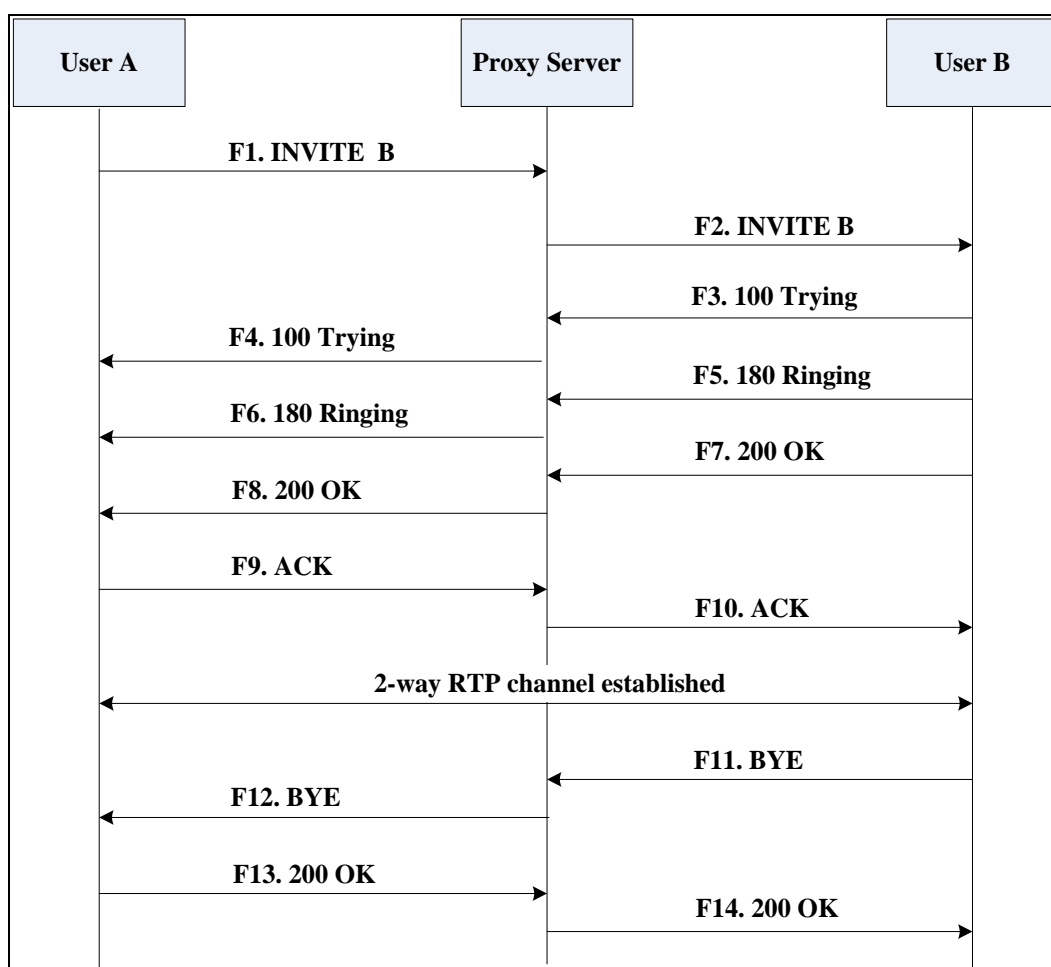 User A
Proxy Server
User B
F1. INVITE  B
F2. INVITE B
F3. 100 Trying
F4. 100 Trying
F5. 180 Ringing
F6. 180 Ringing
F7. 200 OK
F8. 200 OK
F9. ACK
F10. ACK
2-way RTP channel established
F11. BYE
F12. BYE
F13. 200 OK
F14. 200 OK